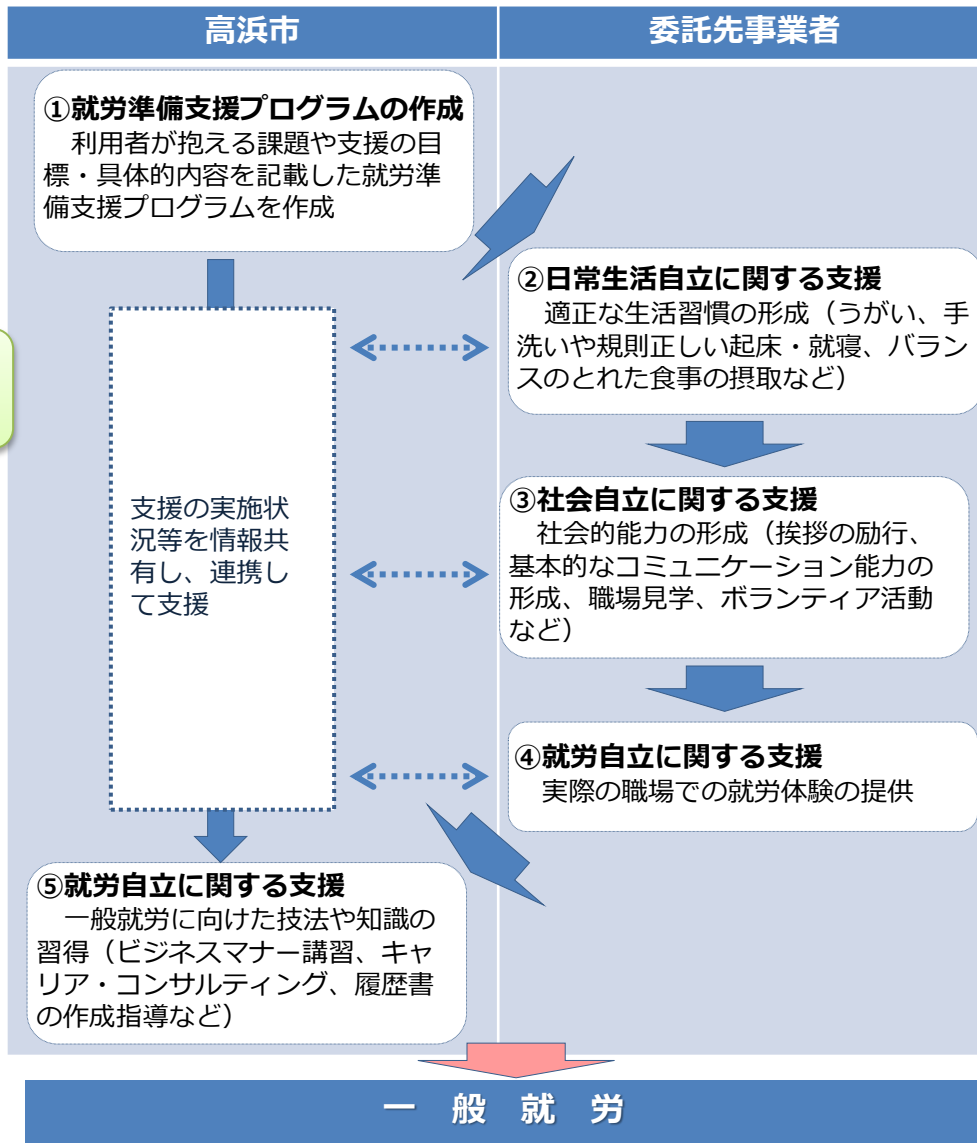 高浜市
委託先事業者
①就労準備支援プログラムの作成
利用者が抱える課題や支援の目
標・具体的内容を記載した就労準
備支援プログラムを作成
②日常生活自立に関する支援
適正な生活習慣の形成（うがい、手
洗いや規則正しい起床・就寝、バラン
スのとれた食事の摂取など）
支援の実施状
況等を情報共
有し、連携し
て支援
③社会自立に関する支援
社会的能力の形成（挨拶の励行、
基本的なコミュニケーション能力の
形成、職場見学、ボランティア活動
など）
④就労自立に関する支援
実際の職場での就労体験の提供
⑤就労自立に関する支援
一般就労に向けた技法や知識の
習得（ビジネスマナー講習、キャ
リア・コンサルティング、履歴書
の作成指導など）
一 般 就 労